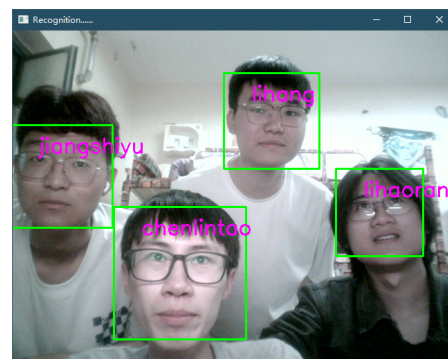 Recognition......
lihang
jiangshiyu
lihaoran
chenlintao